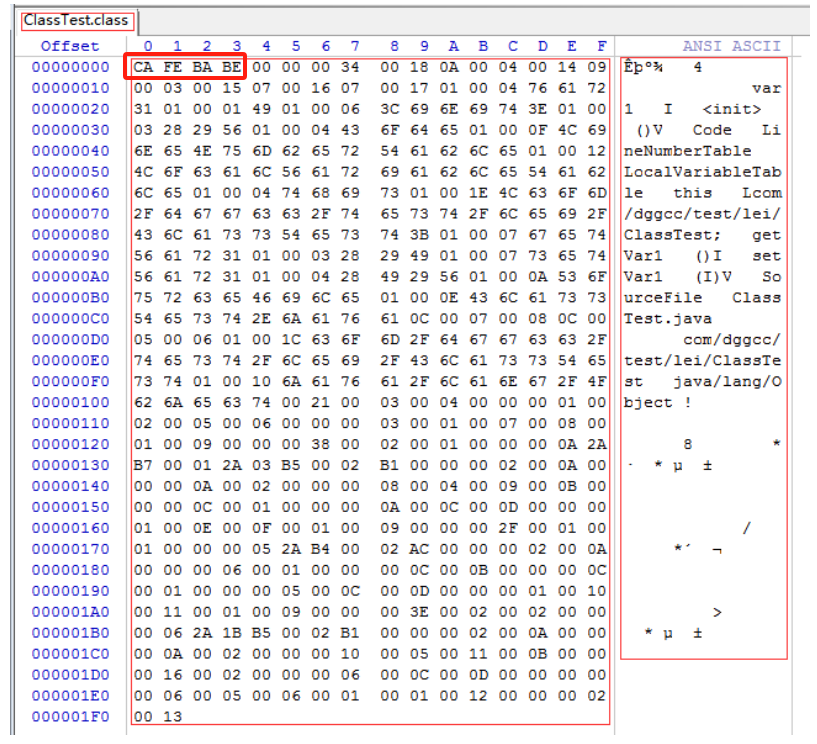 ClassTest.class
Offset 0 1 2 3 4 5 6 7 8 9 A B C D E F ANSI ASCII
00000000 CA FE BA BE 00 00 00 34 00 18 0A 00 04 00 14 09 Êþº¾ 4
00000010 00 03 00 15 07 00 16 07 00 17 01 00 04 76 61 72 var
00000020 31 01 00 01 49 01 00 06 3C 69 6E 69 74 3E 01 00 1 I <init>
00000030 03 28 29 56 01 00 04 43 6F 64 65 01 00 0F 4C 69 ()V Code Li
00000040 6E 65 4E 75 6D 62 65 72 54 61 62 6C 65 01 00 12 neNumberTable
00000050 4C 6F 63 61 6C 56 61 72 69 61 62 6C 65 54 61 62 LocalVariableTab
00000060 6C 65 01 00 04 74 68 69 73 01 00 1E 4C 63 6F 6D le this Lcom
00000070 2F 64 67 67 63 63 2F 74 65 73 74 2F 6C 65 69 2F /dggcc/test/lei/
00000080 43 6C 61 73 73 54 65 73 74 3B 01 00 07 67 65 74 ClassTest; get
00000090 56 61 72 31 01 00 03 28 29 49 01 00 07 73 65 74 Var1 ()I set
000000A0 56 61 72 31 01 00 04 28 49 29 56 01 00 0A 53 6F Var1 (I)V So
000000B0 75 72 63 65 46 69 6C 65 01 00 0E 43 6C 61 73 73 urceFile Class
000000C0 54 65 73 74 2E 6A 61 76 61 0C 00 07 00 08 0C 00 Test.java
000000D0 05 00 06 01 00 1C 63 6F 6D 2F 64 67 67 63 63 2F com/dggcc/
000000E0 74 65 73 74 2F 6C 65 69 2F 43 6C 61 73 73 54 65 test/lei/ClassTe
000000F0 73 74 01 00 10 6A 61 76 61 2F 6C 61 6E 67 2F 4F st java/lang/O
00000100 62 6A 65 63 74 00 21 00 03 00 04 00 00 00 01 00 bject !
00000110 02 00 05 00 06 00 00 00 03 00 01 00 07 00 08 00
00000120 01 00 09 00 00 00 38 00 02 00 01 00 00 00 0A 2A 8 *
00000130 B7 00 01 2A 03 B5 00 02 B1 00 00 00 02 00 0A 00 · * µ ±
00000140 00 00 0A 00 02 00 00 00 08 00 04 00 09 00 0B 00
00000150 00 00 0C 00 01 00 00 00 0A 00 0C 00 0D 00 00 00
00000160 01 00 0E 00 0F 00 01 00 09 00 00 00 2F 00 01 00 /
00000170 01 00 00 00 05 2A B4 00 02 AC 00 00 00 02 00 0A *´ ¬
00000180 00 00 00 06 00 01 00 00 00 0C 00 0B 00 00 00 0C
00000190 00 01 00 00 00 05 00 0C 00 0D 00 00 00 01 00 10
000001A0 00 11 00 01 00 09 00 00 00 3E 00 02 00 02 00 00 >
000001B0 00 06 2A 1B B5 00 02 B1 00 00 00 02 00 0A 00 00 * µ ±
000001C0 00 0A 00 02 00 00 00 10 00 05 00 11 00 0B 00 00
000001D0 00 16 00 02 00 00 00 06 00 0C 00 0D 00 00 00 00
000001E0 00 06 00 05 00 06 00 01 00 01 00 12 00 00 00 02
000001F0 00 13